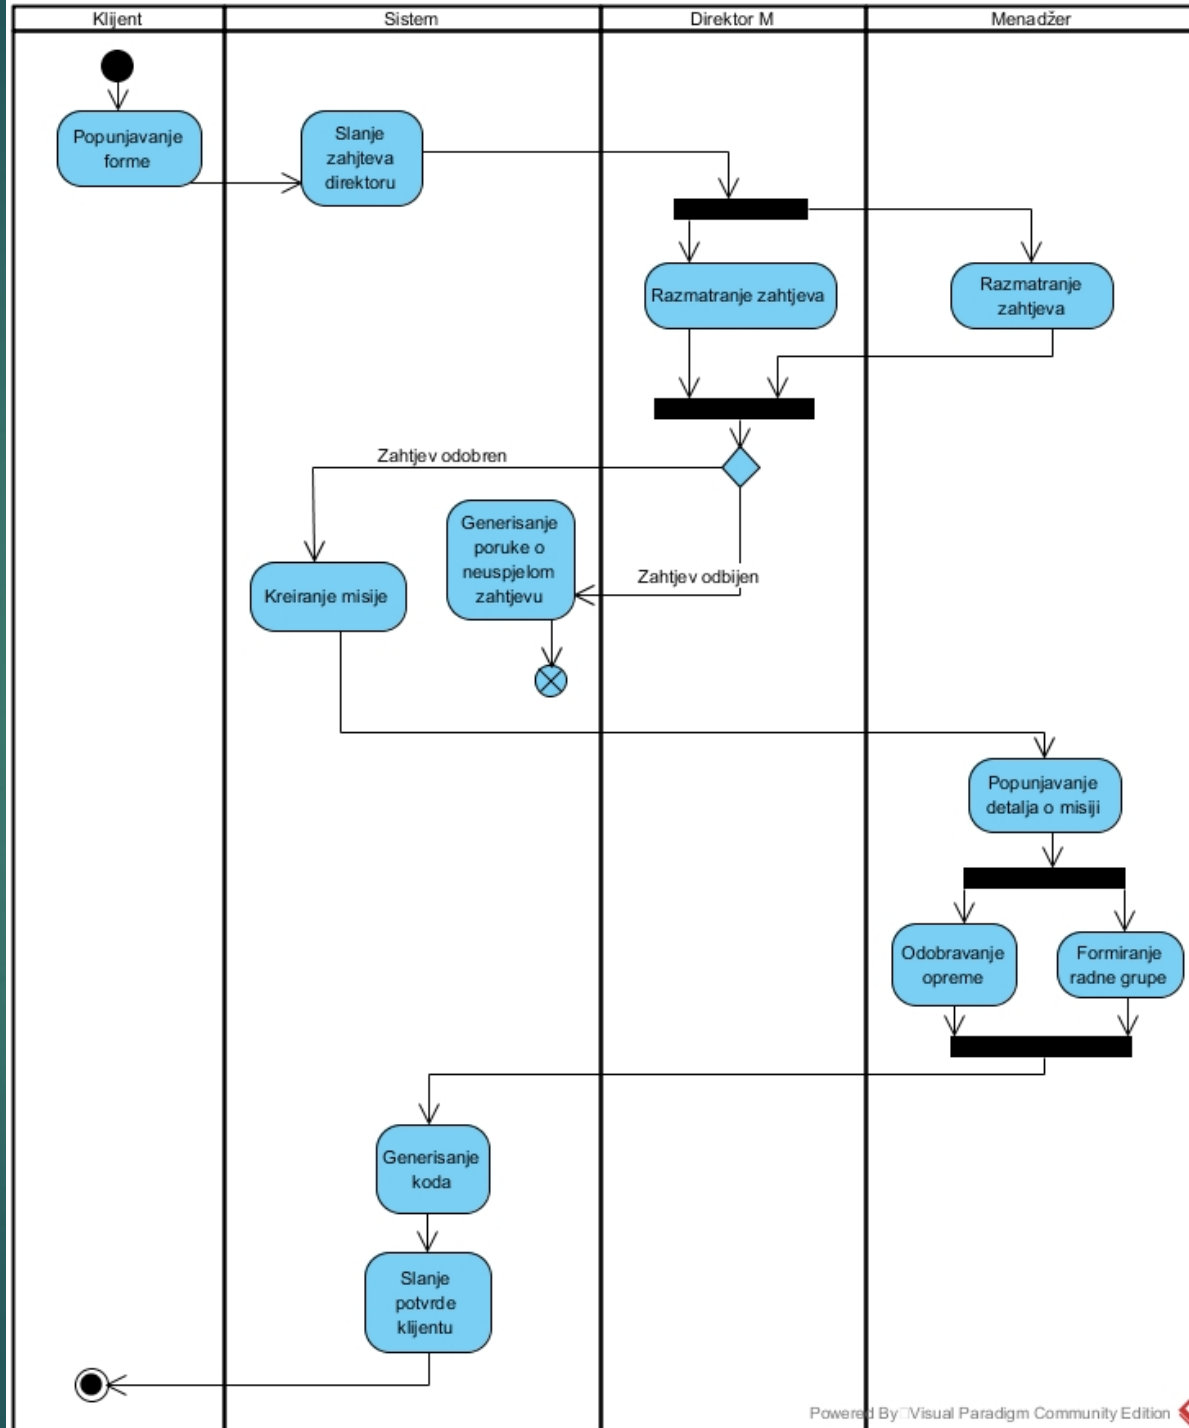 Klijent
Sistem
Direktor M
Menadžer
Popunjavanje
forme
Slanje
zahjteva
direktoru
Razmatranje zahtjeva
Razmatranje
zahtjeva
Zahtjev odobren
Generisanje
poruke o
neuspjelom
zahtjevu
Zahtjev odbijen
Kreiranje misije
Popunjavanje
detalja o misiji
Odobravanje
opreme
Formiranje
radne grupe
Generisanje
koda
Slanje
potvrde
klijentu
Powered By Visual Paradigm Community Edition